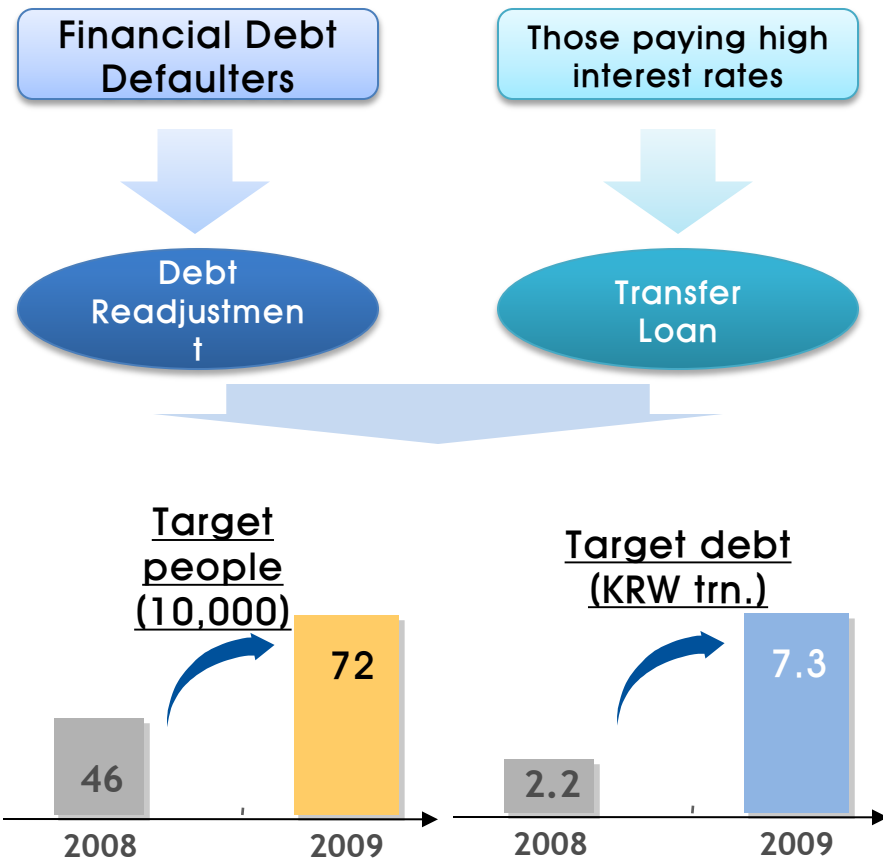 Financial Debt
Defaulters
Those paying high
interest rates
Debt
Readjustmen
t
Transfer
Loan
Target
people
(10,000)
72
46
2008
2009
Target debt
(KRW trn.)
7.3
2.2
2008
2009